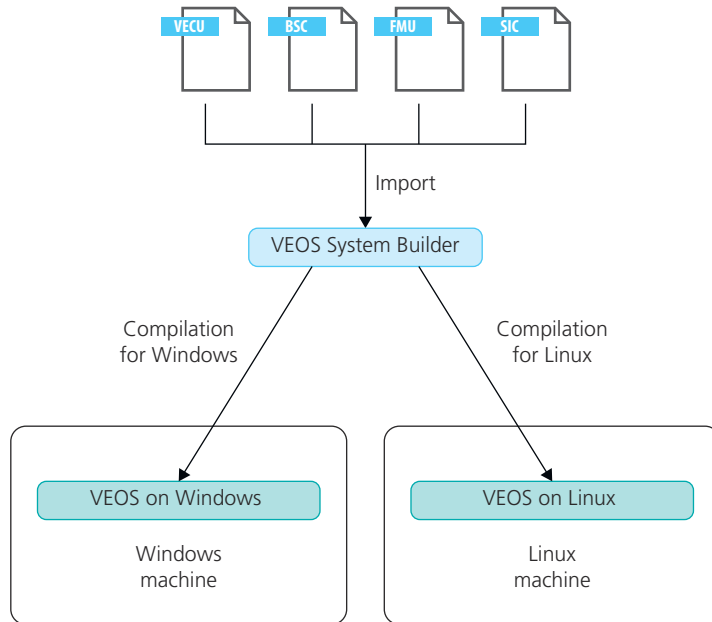 VECU
BSC
FMU
SIC
Import
VEOS System Builder
Compilation
for Windows
Compilation
for Linux
VEOS on Windows
VEOS on Linux
Windows
machine
Linux
machine